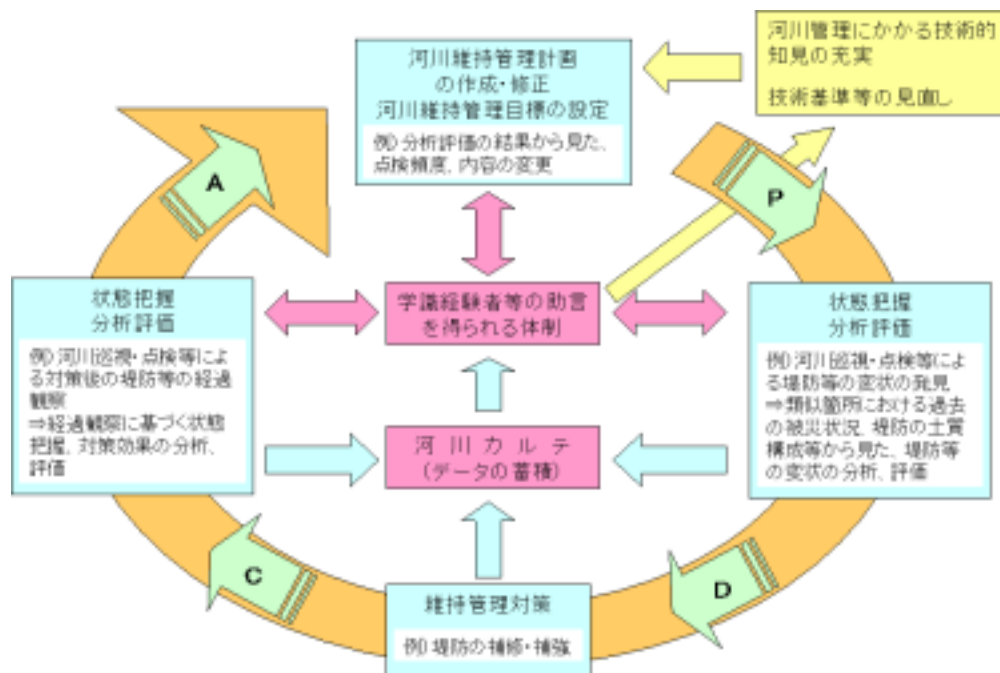 河川維持管理計画
の作成・修正
河川維持管理目標の設定
例）分析評価の結果から見た、
点検頻度、内容の変更
河川管理にかかる技術的
知見の充実
技術基準等の見直し
A
P
状態把握
分析評価
例）河川巡視・点検等によ
る対策後の堤防等の経過
観察
⇒経過観察に基づく状態
把握、対策効果の分析、
評価
学識経験者等の助言
を得られる体制
状態把握
分析評価
例）河川巡視・点検等によ
る堤防等の変状の発見
⇒類似箇所における過去
の被災状況、堤防の土質
構成等から見た、堤防等
の変状の分析、評価
河川カルテ
（データの蓄積）
C
D
維持管理対策
例）堤防の補修・補強